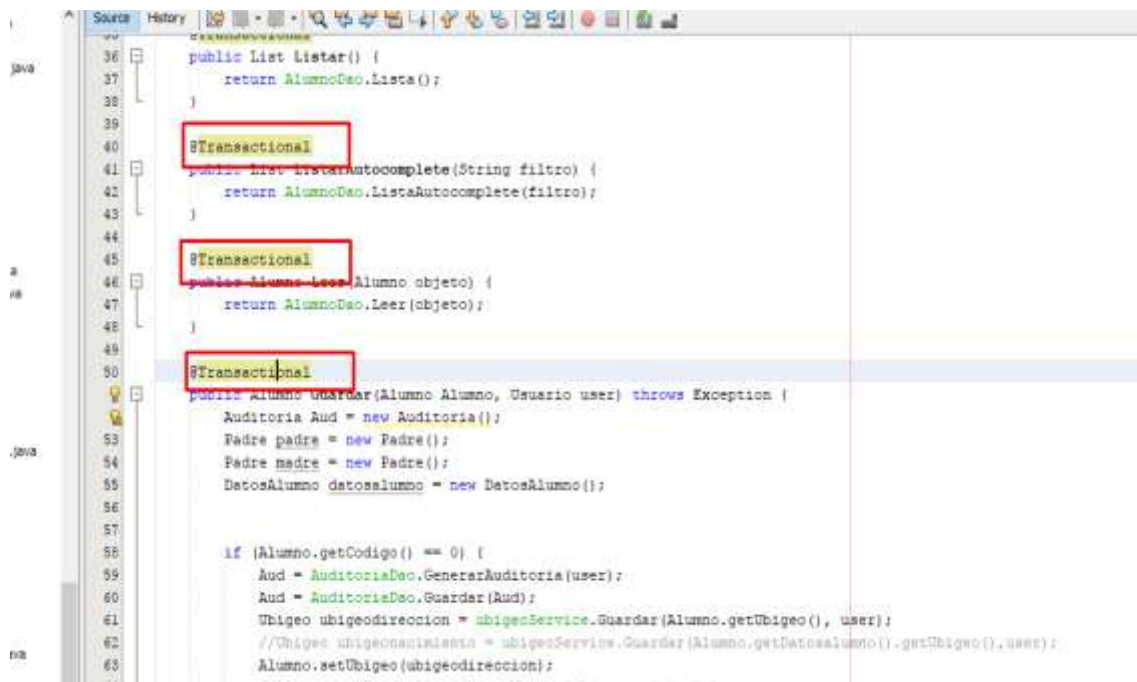 java
a
va
.java
ava
Source History
35 @Transactional
36 public List Listar() {
37 return AlumnoDao.Lista();
38 }
39
40 @Transactional
41 public List ListarAutocomplete(String filtro) {
42 return AlumnoDao.ListaAutocomplete(filtro);
43 }
44
45 @Transactional
46 public Alumno Leer(Alumno objeto) {
47 return AlumnoDao.Leer(objeto);
48 }
49
50 @Transactional
public Alumno Guardar(Alumno Alumno, Usuario user) throws Exception {
Auditoria Aud = new Auditoria();
53 Padre padre = new Padre();
54 Padre madre = new Padre();
55 DatosAlumno datosalumno = new DatosAlumno();
56
57
58 if (Alumno.getCodigo() == 0) {
59 Aud = AuditoriaDao.GenerarAuditoria(user);
60 Aud = AuditoriaDao.Guardar(Aud);
61 Ubigeo ubigeodireccion = ubigeoService.Guardar(Alumno.getUbigeo(), user);
62 //Ubigeo ubigeonacimiento = ubigeoService.Guardar(Alumno.getDatosalumno().getUbigeo(),user);
63 Alumno.setUbigeo(ubigeodireccion);